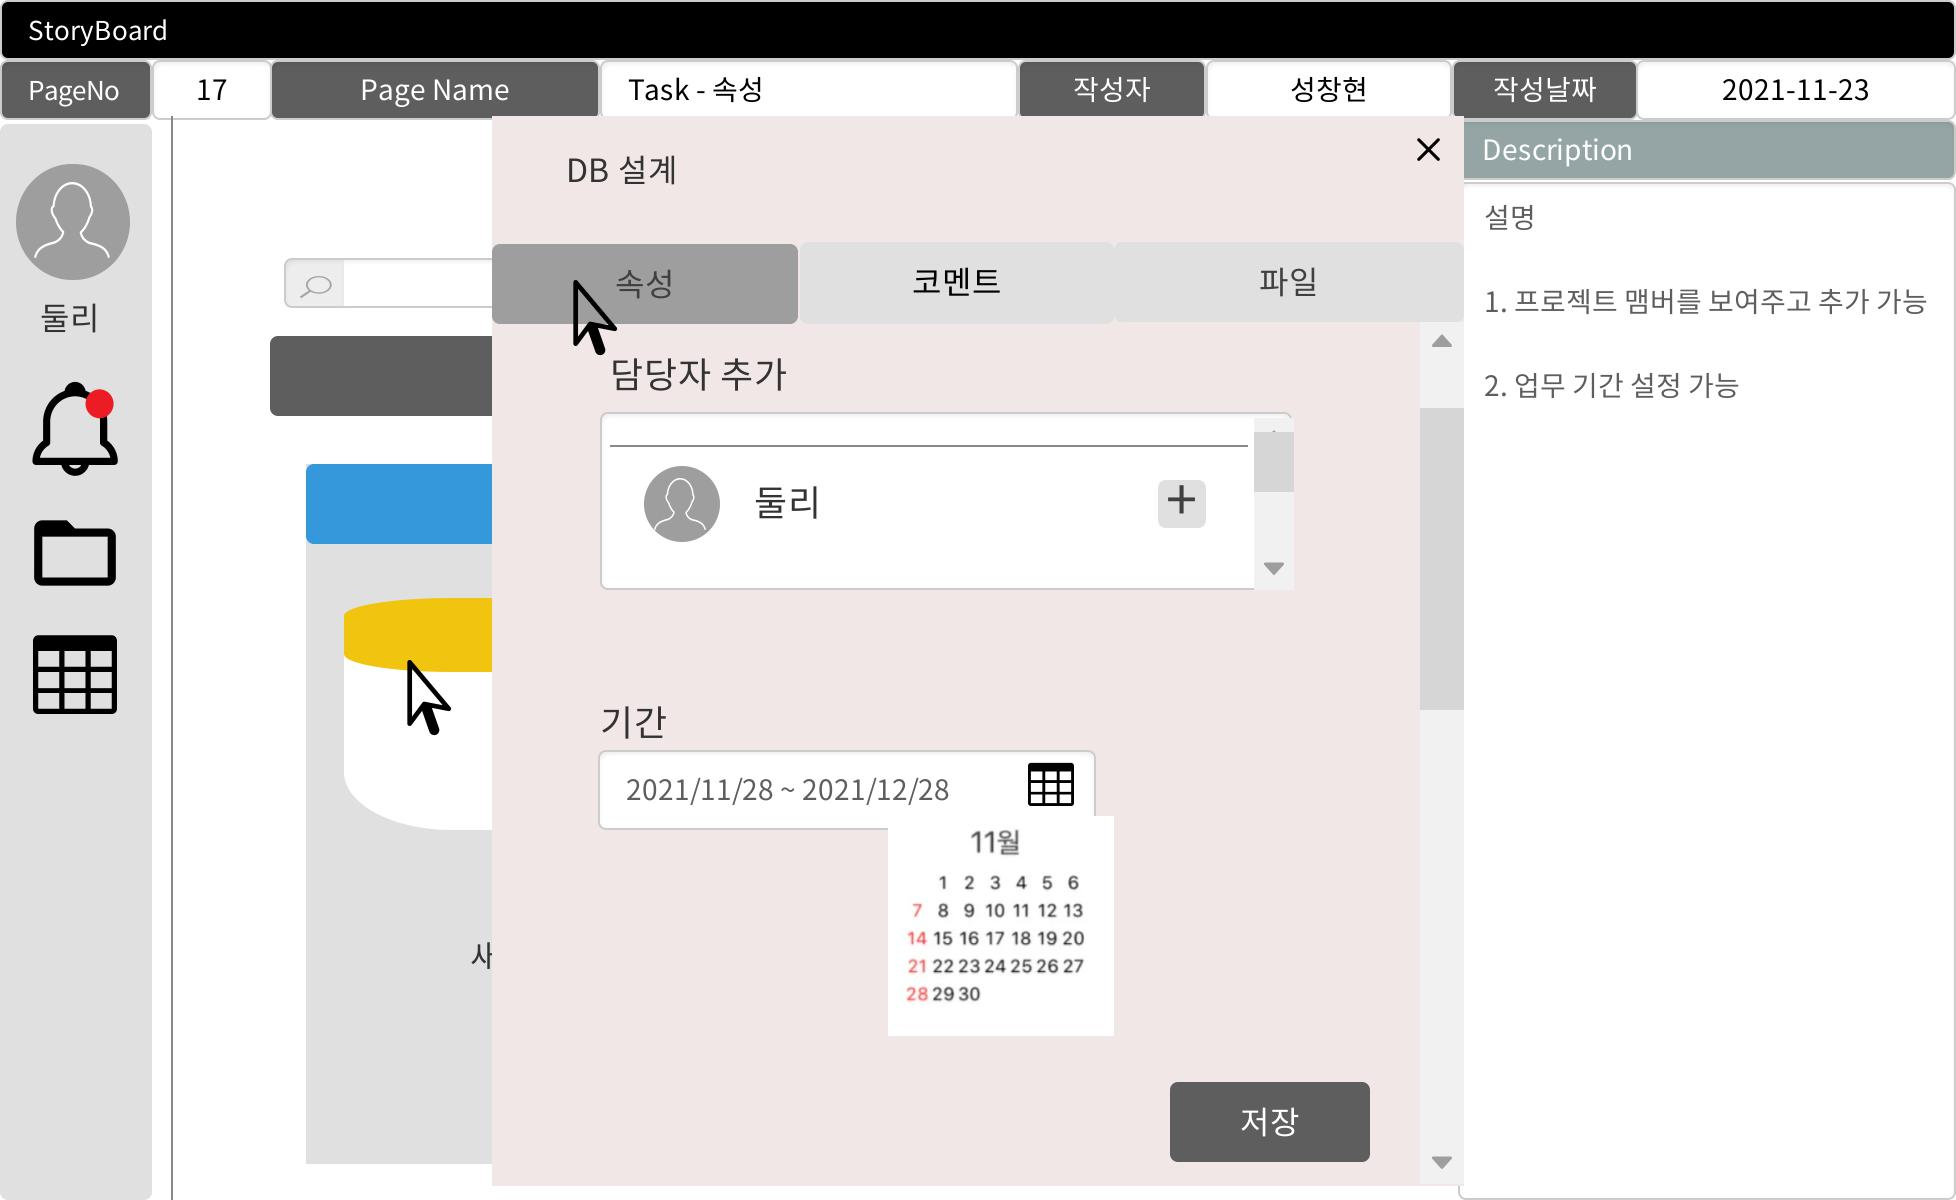 StoryBoard
PageNo 17 Page Name Task - 속성 작성자 성창현 작성날짜 2021-11-23
둘리
새
DB 설계
속성 코멘트 파일
담당자 추가
둘리
기간
2021/11/28 ~ 2021/12/28
11월
1 2 3 4 5 6
7 8 9 10 11 12 13
14 15 16 17 18 19 20
21 22 23 24 25 26 27
28 29 30
저장
Description
설명
1. 프로젝트 맴버를 보여주고 추가 가능
2. 업무 기간 설정 가능